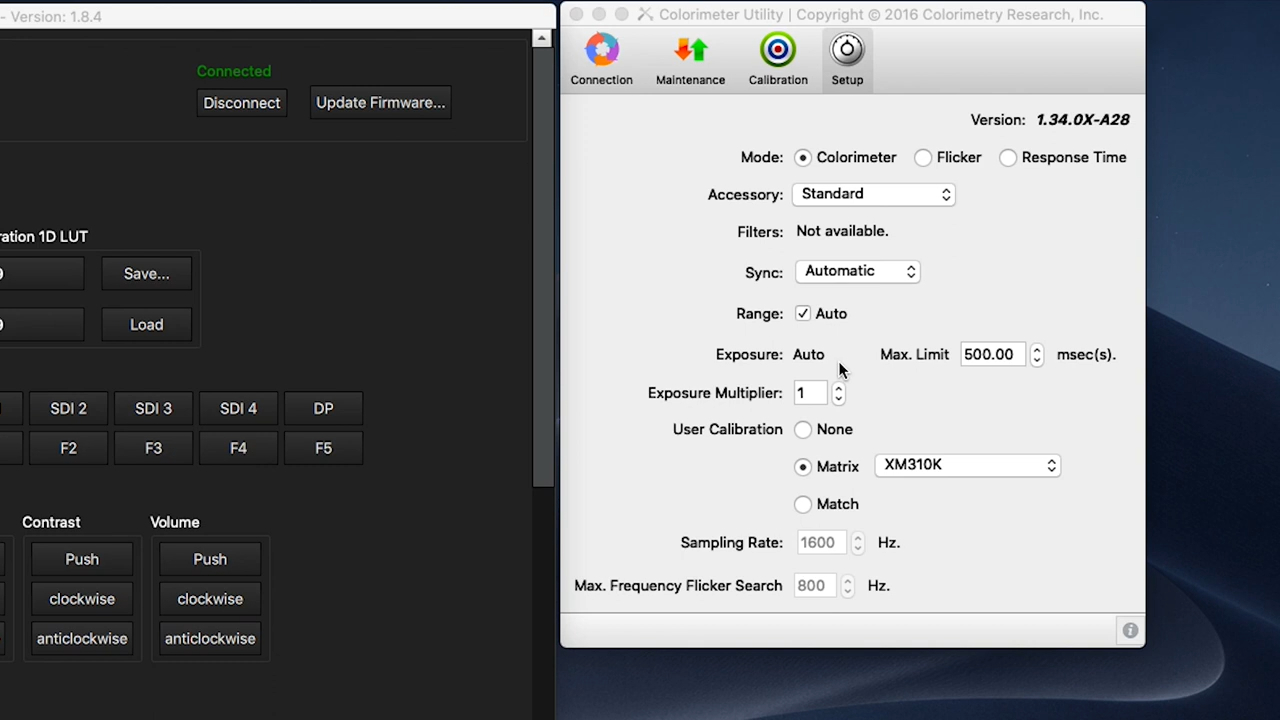 - Version: 1.8.4
Connected
Disconnect
Update Firmware...
ration 1D LUT
9
Save...
9
Load
SDI 2
SDI 3
SDI 4
DP
F2
F3
F4
F5
Contrast
Volume
Push
Push
clockwise
clockwise
anticlockwise
anticlockwise
Colorimeter Utility | Copyright © 2016 Colorimetry Research, Inc.
Connection
Maintenance
Calibration
Setup
Version: 1.34.0X-A28
Mode: Colorimeter Flicker Response Time
Accessory: Standard
Filters: Not available.
Sync: Automatic
Range: Auto
Exposure: Auto Max. Limit 500.00 msec(s).
Exposure Multiplier: 1
User Calibration None
Matrix XM310K
Match
Sampling Rate: 1600 Hz.
Max. Frequency Flicker Search 800 Hz.